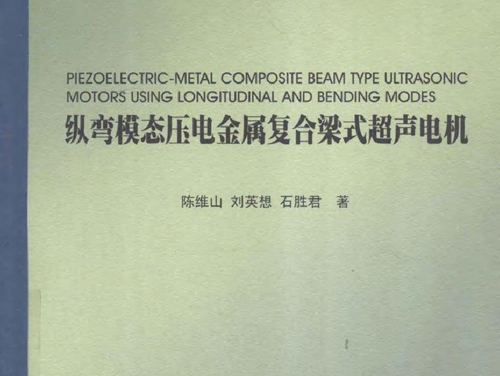 PIEZOELECTRIC-METAL COMPOSITE BEAM TYPE ULTRASONIC
MOTORS USING LONGITUDINAL AND BENDING MODES
纵弯模态压电金属复合梁式超声电机
陈维山 刘英想 石胜君 著